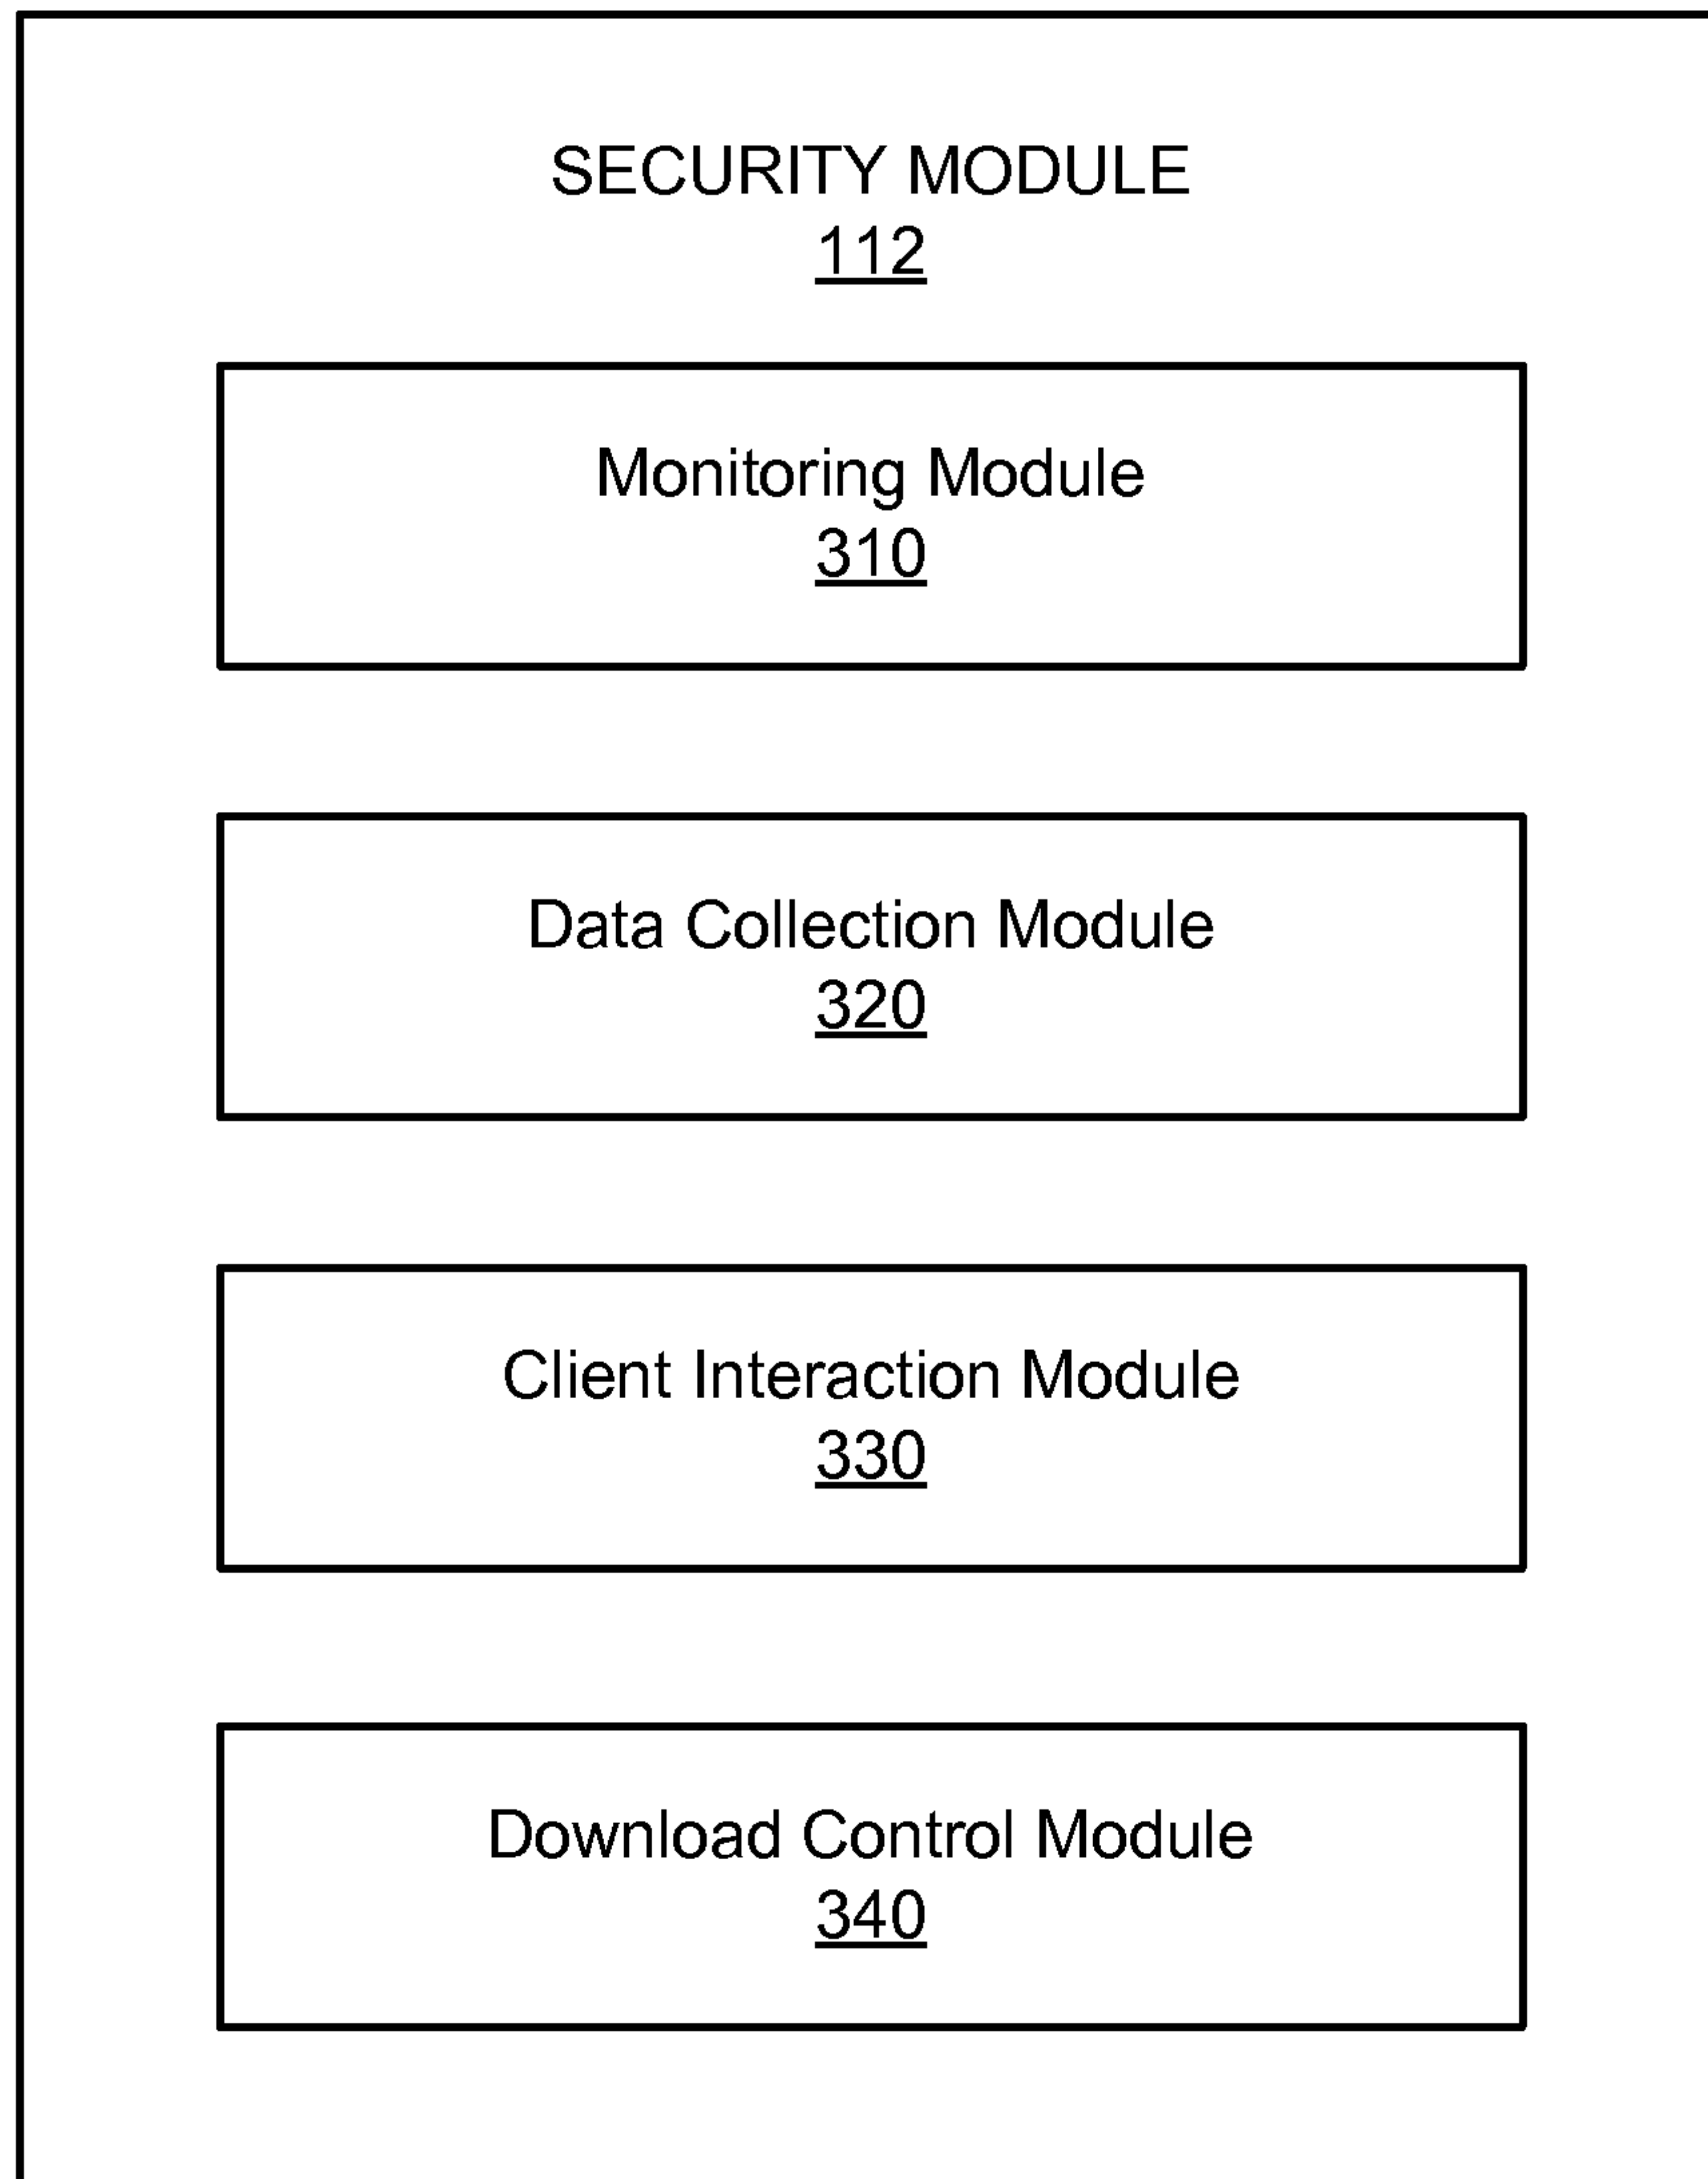 SECURITY MODULE
112
Monitoring Module
310
Data Collection Module
320
Client Interaction Module
330
Download Control Module
340